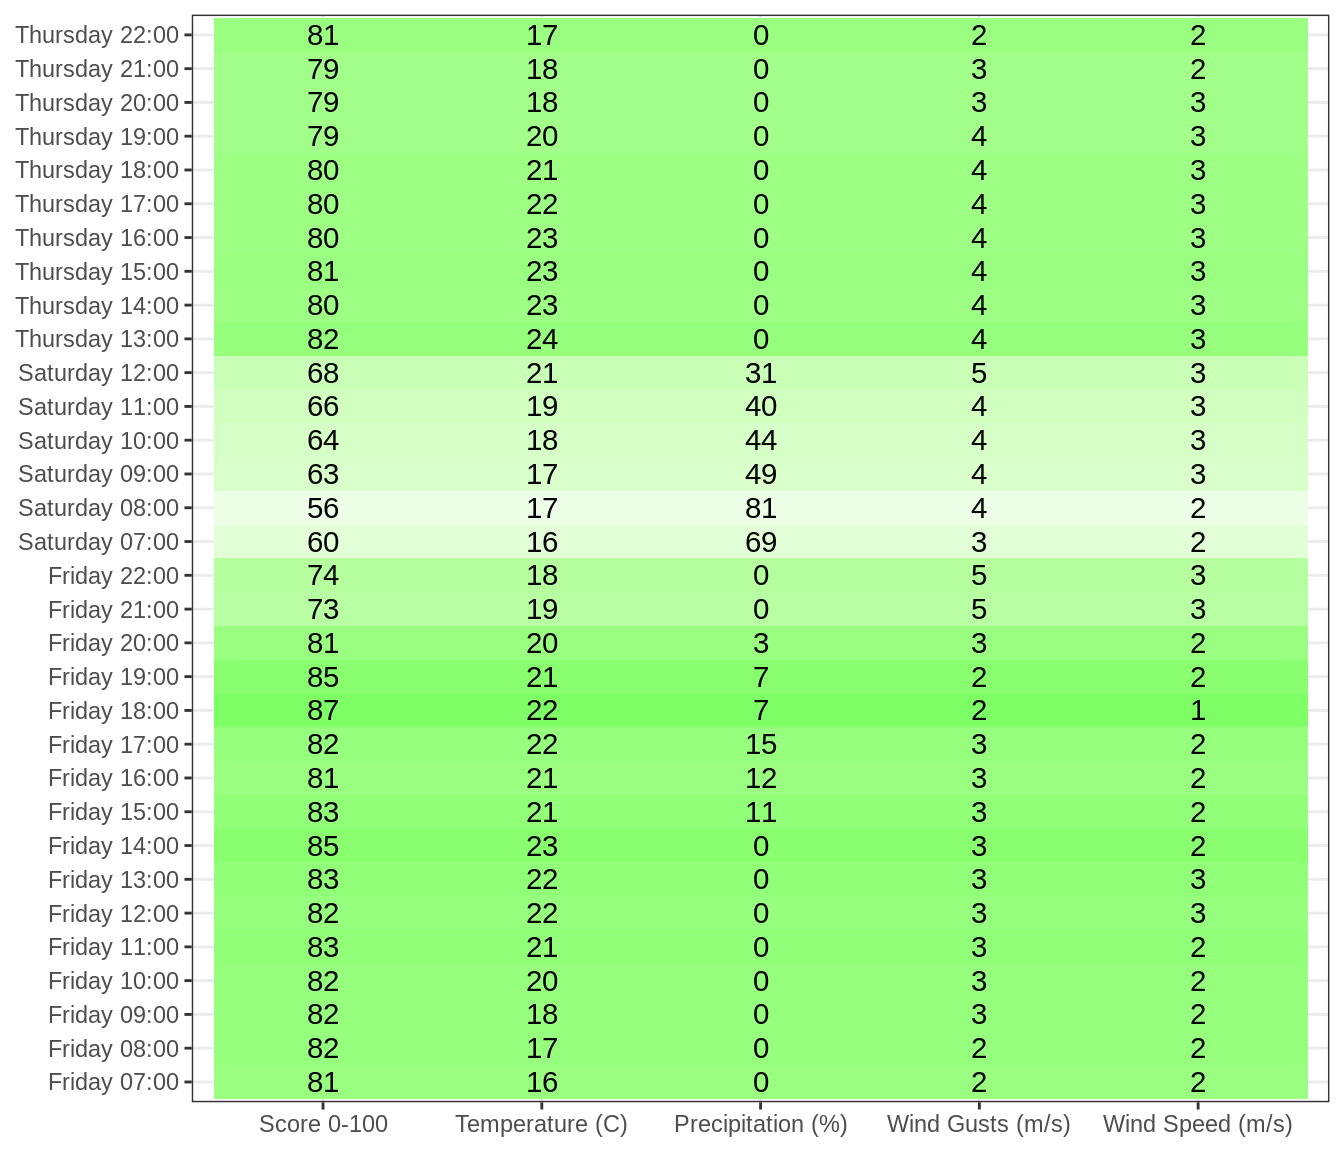 Thursday 22:00 81 17 0 2 2
Thursday 21:00 79 18 0 3 2
Thursday 20:00 79 18 0 3 3
Thursday 19:00 79 20 0 4 3
Thursday 18:00 80 21 0 4 3
Thursday 17:00 80 22 0 4 3
Thursday 16:00 80 23 0 4 3
Thursday 15:00 81 23 0 4 3
Thursday 14:00 80 23 0 4 3
Thursday 13:00 82 24 0 4 3
Saturday 12:00 68 21 31 5 3
Saturday 11:00 66 19 40 4 3
Saturday 10:00 64 18 44 4 3
Saturday 09:00 63 17 49 4 3
Saturday 08:00 56 17 81 4 2
Saturday 07:00 60 16 69 3 2
Friday 22:00 74 18 0 5 3
Friday 21:00 73 19 0 5 3
Friday 20:00 81 20 3 3 2
Friday 19:00 85 21 7 2 2
Friday 18:00 87 22 7 2 1
Friday 17:00 82 22 15 3 2
Friday 16:00 81 21 12 3 2
Friday 15:00 83 21 11 3 2
Friday 14:00 85 23 0 3 2
Friday 13:00 83 22 0 3 3
Friday 12:00 82 22 0 3 3
Friday 11:00 83 21 0 3 2
Friday 10:00 82 20 0 3 2
Friday 09:00 82 18 0 3 2
Friday 08:00 82 17 0 2 2
Friday 07:00 81 16 0 2 2
Score 0-100 Temperature (C) Precipitation (%) Wind Gusts (m/s) Wind Speed (m/s)